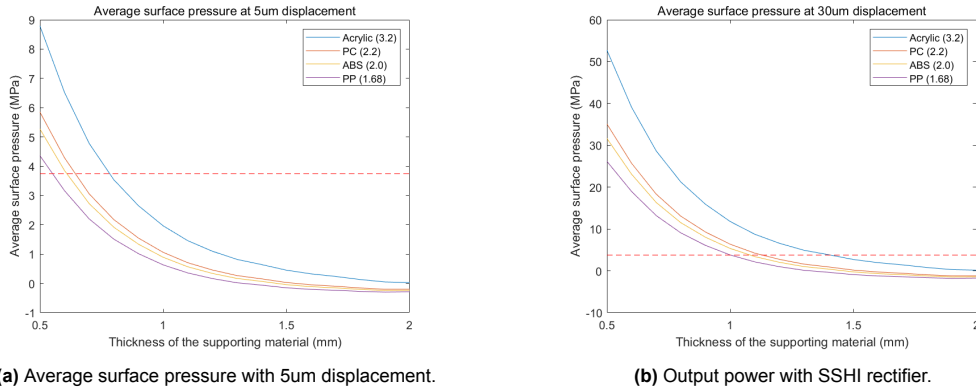 Average surface pressure at 5um displacement
9
8
7
6
5
4
3
2
1
0
-1
Average surface pressure (MPa)
Acrylic (3.2)
PC (2.2)
ABS (2.0)
PP (1.68)
0.5
1
1.5
2
Thickness of the supporting material (mm)
(a) Average surface pressure with 5um displacement.
Average surface pressure at 30um displacement
60
50
40
30
20
10
0
-10
Average surface pressure (MPa)
Acrylic (3.2)
PC (2.2)
ABS (2.0)
PP (1.68)
0.5
1
1.5
2
Thickness of the supporting material (mm)
(b) Output power with SSHI rectifier.